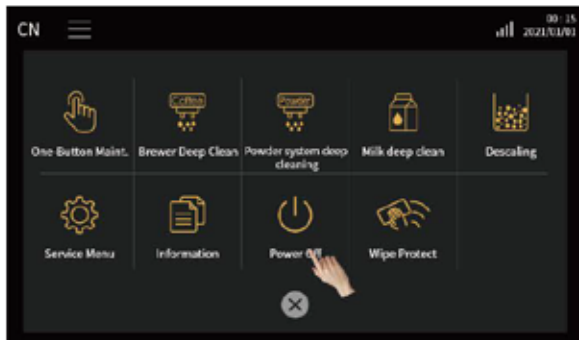 CN
00:15
2021/01/01
Coffee
Powder
One-Button Maint.
Brewer Deep Clean
Powder system deep
cleaning
Milk deep clean
Descaling
Service Menu
Information
Power Off
Wipe Protect